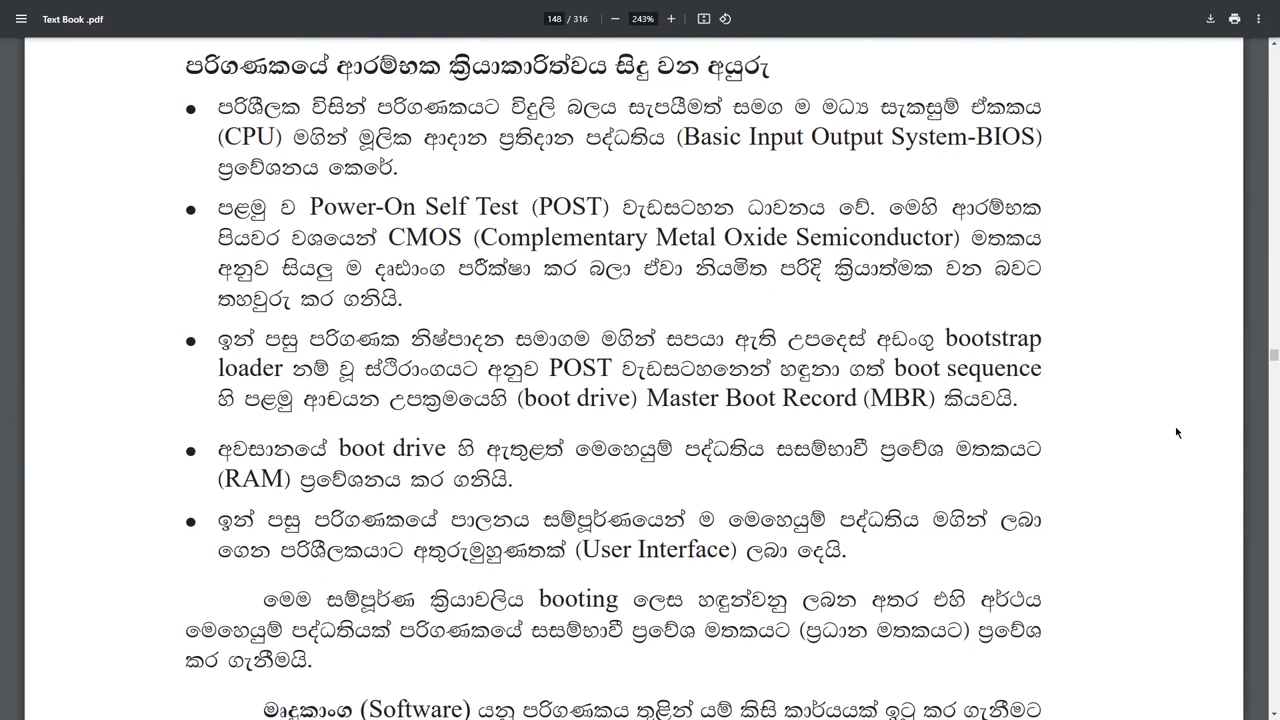 Text Book .pdf
148 / 316
243%
පරිගණකයේ ආරම්භක ක්‍රියාකාරිත්වය සිදු වන අයුරු
● පරිශීලක විසින් පරිගණකයට විදුලි බලය සැපයීමත් සමග ම මධ්‍ය සැකසුම් ඒකකය
(CPU) මගින් මූලික ආදාන ප්‍රතිදාන පද්ධතිය (Basic Input Output System-BIOS)
ප්‍රවේශනය කෙරේ.
● පළමු ව Power-On Self Test (POST) වැඩසටහන ධාවනය වේ. මෙහි ආරම්භක
පියවර වශයෙන් CMOS (Complementary Metal Oxide Semiconductor) මතකය
අනුව සියලු ම දෘඪාංග පරීක්ෂා කර බලා ඒවා නියමිත පරිදි ක්‍රියාත්මක වන බවට
තහවුරු කර ගනියි.
● ඉන් පසු පරිගණක නිෂ්පාදන සමාගම මගින් සපයා ඇති උපදෙස් අඩංගු bootstrap
loader නම් වූ ස්ථිරාංගයට අනුව POST වැඩසටහනෙන් හඳුනා ගත් boot sequence
හි පළමු ආචයන උපක්‍රමයෙහි (boot drive) Master Boot Record (MBR) කියවයි.
● අවසානයේ boot drive හි ඇතුළත් මෙහෙයුම් පද්ධතිය සසම්භාවී ප්‍රවේශ මතකයට
(RAM) ප්‍රවේශනය කර ගනියි.
● ඉන් පසු පරිගණකයේ පාලනය සම්පූර්ණයෙන් ම මෙහෙයුම් පද්ධතිය මගින් ලබා
ගෙන පරිශීලකයාට අතුරුමුහුණතක් (User Interface) ලබා දෙයි.
මෙම සම්පූර්ණ ක්‍රියාවලිය booting ලෙස හඳුන්වනු ලබන අතර එහි අර්ථය
මෙහෙයුම් පද්ධතියක් පරිගණකයේ සසම්භාවී ප්‍රවේශ මතකයට (ප්‍රධාන මතකයට) ප්‍රවේශ
කර ගැනීමයි.
මෘදුකාංග (Software) යනු පරිගණකය තුළින් යම් කිසි කාර්යයක් ඉටු කර ගැනීමට